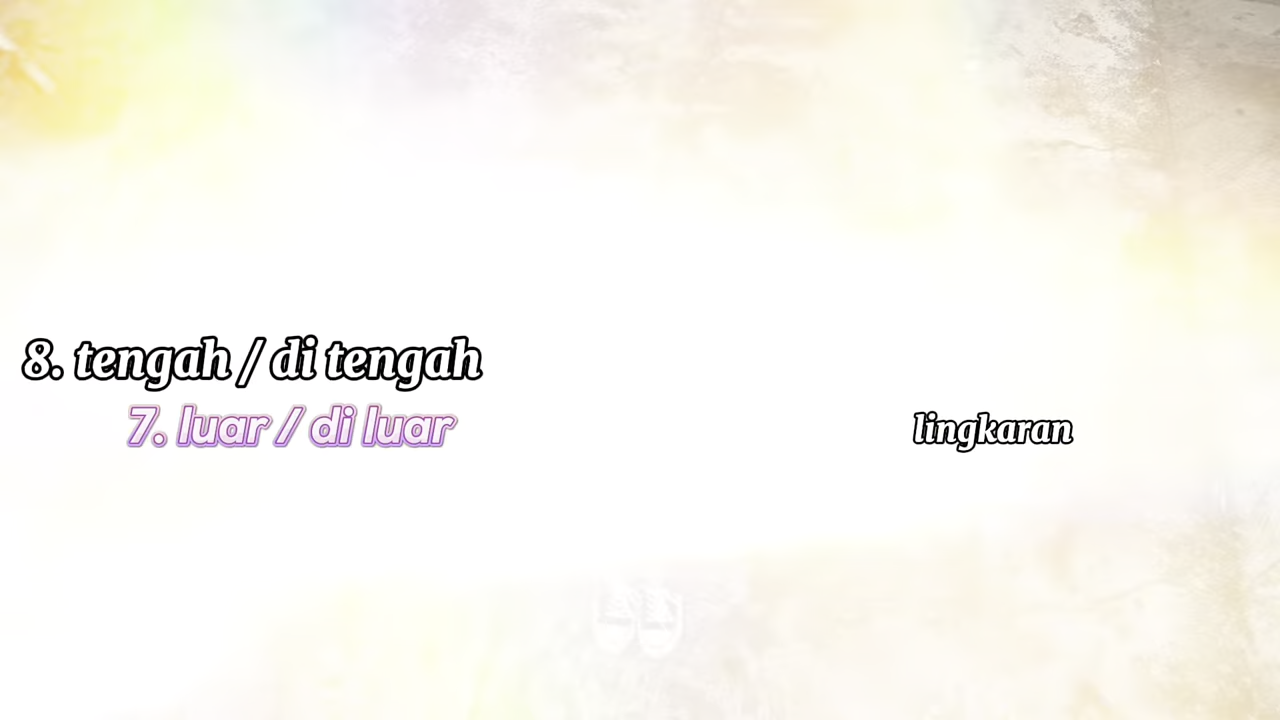 8. tengah / di tengah
7. luar / di luar
lingkaran